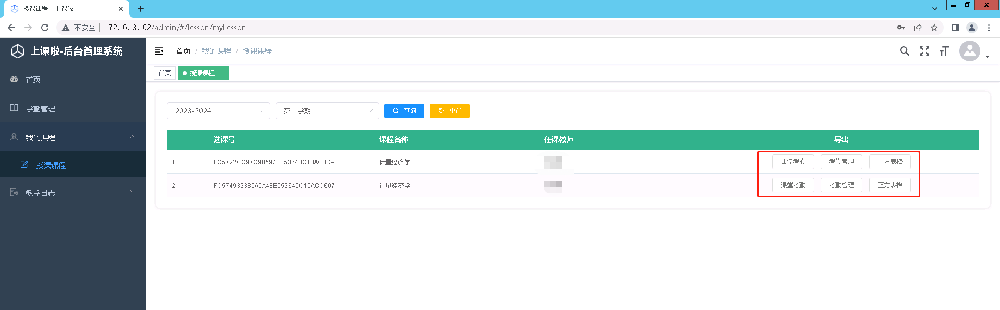 授课课程 - 上课啦
不安全 172.16.13.102/admin/#/lesson/myLesson
上课啦-后台管理系统
首页
学勤管理
我的课程
授课课程
教学日志
首页 / 我的课程 / 授课课程
首页 授课课程 ×
2023-2024 第一学期 查询 重置
选课号 课程名称 任课教师 导出
1 FC5722CC97C90597E053640C10AC8DA3 计量经济学 课堂考勤 考勤管理 正方表格
2 FC574939380A0A48E053640C10ACC607 计量经济学 课堂考勤 考勤管理 正方表格